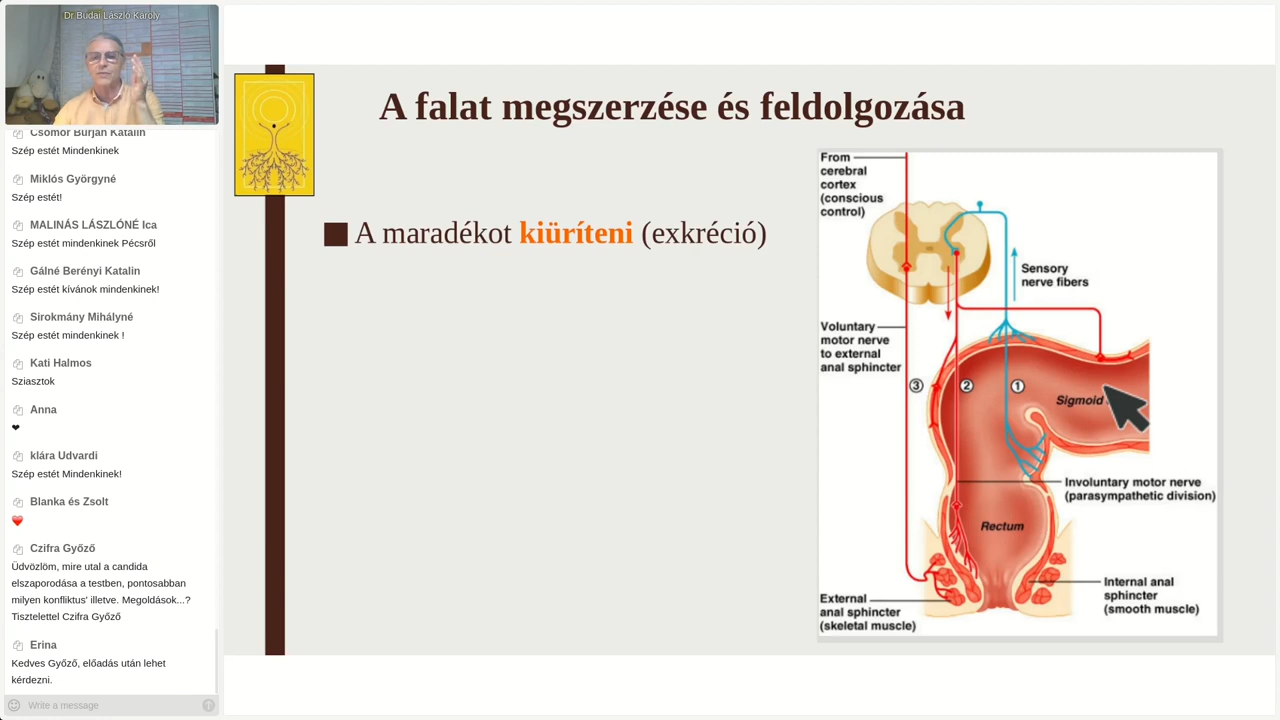 Dr Budai László Károly
Csomor Burján Katalin
Szép estét Mindenkinek
Miklós Györgyné
Szép estét!
MALINÁS LÁSZLÓNÉ Ica
Szép estét mindenkinek Pécsről
Gálné Berényi Katalin
Szép estét kívánok mindenkinek!
Sirokmány Mihályné
Szép estét mindenkinek !
Kati Halmos
Sziasztok
Anna
❤
klára Udvardi
Szép estét Mindenkinek!
Blanka és Zsolt
❤️
Czifra Győző
Üdvözlöm, mire utal a candida
elszaporodása a testben, pontosabban
milyen konfliktus' illetve. Megoldások...?
Tisztelettel Czifra Győző
Erina
Kedves Győző, előadás után lehet
kérdezni.
Write a message
A falat megszerzése és feldolgozása
A maradékot kiüríteni (exkréció)
From
cerebral
cortex
(conscious
control)
Sensory
nerve fibers
Voluntary
motor nerve
to external
anal sphincter
③
②
①
Sigmoid
Involuntary motor nerve
(parasympathetic division)
Rectum
Internal anal
sphincter
(smooth muscle)
External
anal sphincter
(skeletal muscle)